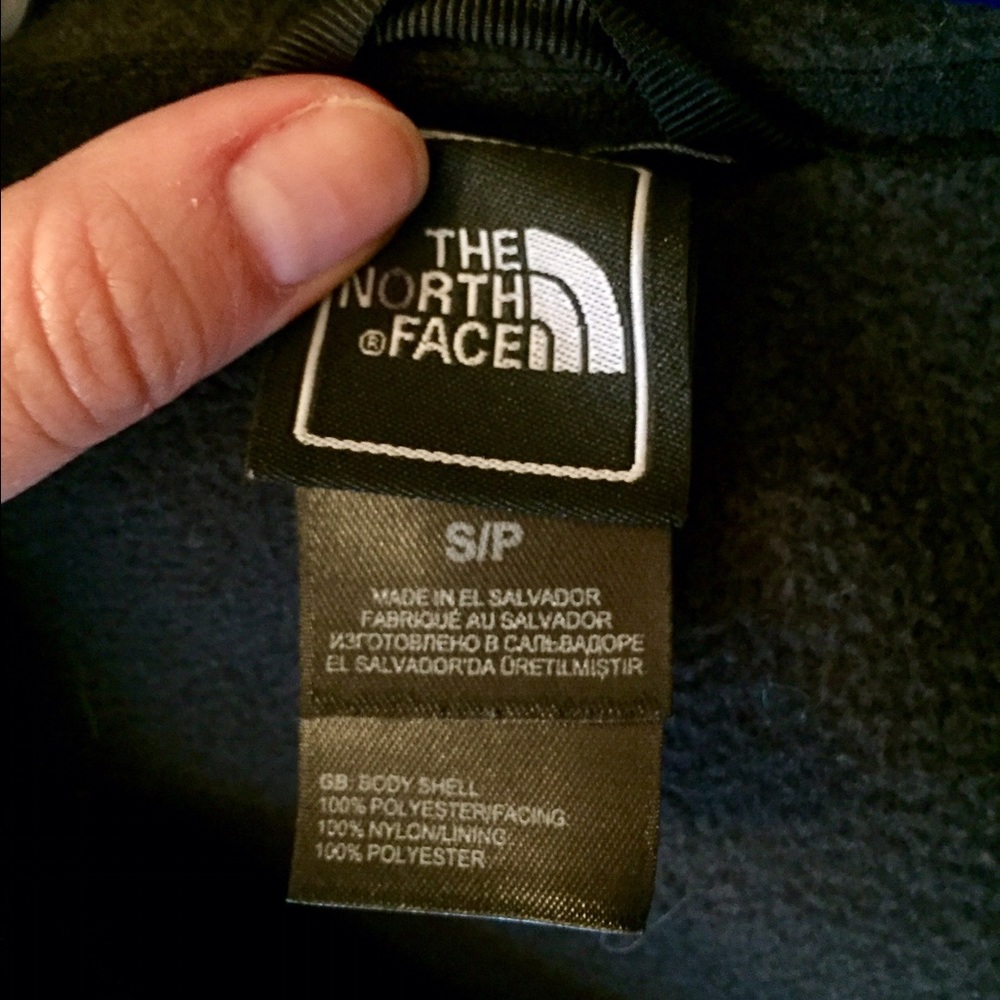 THE
NORTH
®FACE
S/P
MADE IN EL SALVADOR
FABRIQUÉ AU SALVADOR
ИЗГОТОВЛЕНО В САЛЬВАДОРЕ
EL SALVADOR'DA ÜRETILMIŞTIR
GB: BODY SHELL
100% POLYESTER/FACING
100% NYLON/LINING
100% POLYESTER